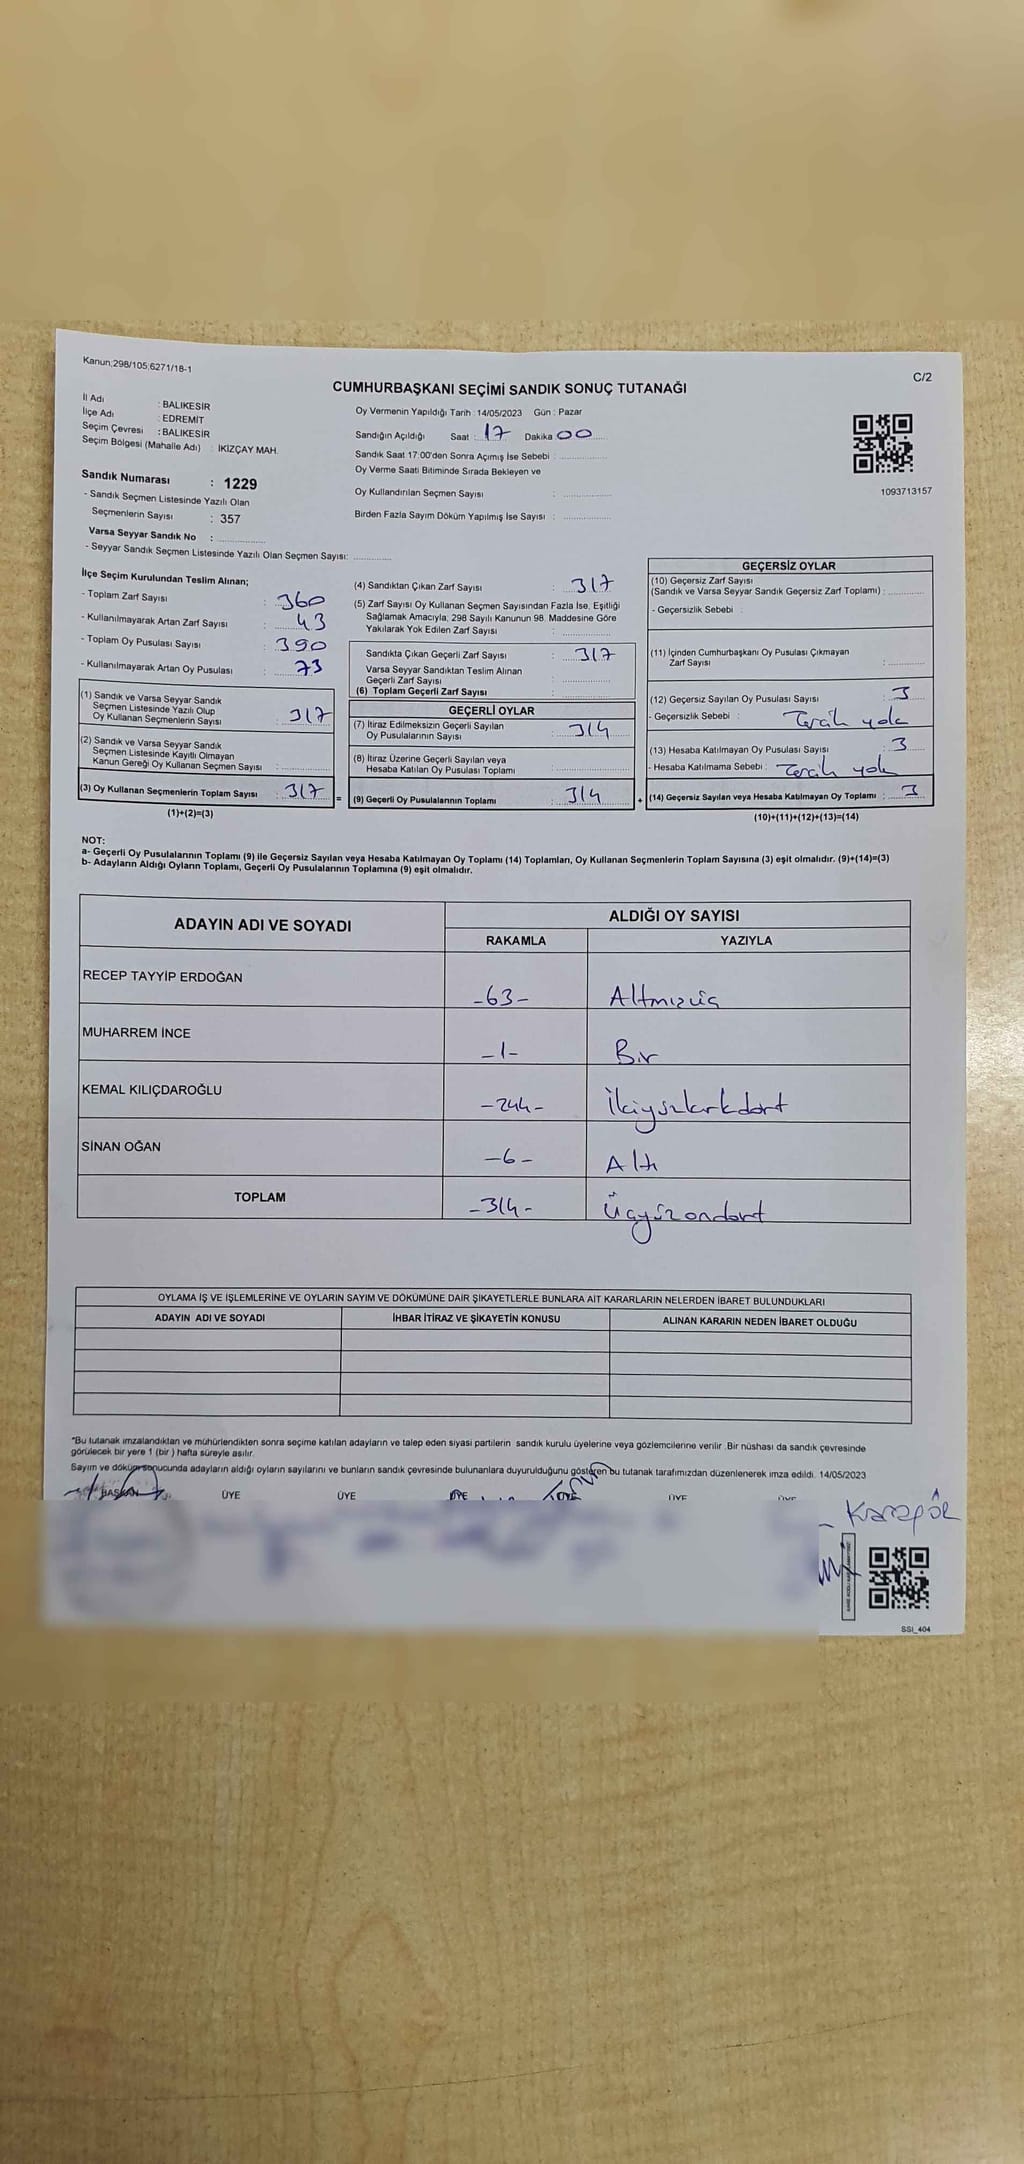 Kanun;298/105;6271/18-1
C/2
CUMHURBAŞKANI SEÇİMİ SANDIK SONUÇ TUTANAĞI
İl Adı : BALIKESİR
İlçe Adı : EDREMİT
Seçim Çevresi : BALIKESİR
Seçim Bölgesi (Mahalle Adı) : İKİZÇAY MAH.
Sandık Numarası : 1229
- Sandık Seçmen Listesinde Yazılı Olan
Seçmenlerin Sayısı : 357
Varsa Seyyar Sandık No :
- Seyyar Sandık Seçmen Listesinde Yazılı Olan Seçmen Sayısı:
Oy Vermenin Yapıldığı Tarih : 14/05/2023 Gün : Pazar
Sandığın Açıldığı Saat : 17 Dakika 00
Sandık Saat 17:00'den Sonra Açımış İse Sebebi :
Oy Verme Saati Bitiminde Sırada Bekleyen ve
Oy Kullandırılan Seçmen Sayısı :
Birden Fazla Sayım Döküm Yapılmış İse Sayısı :
1093713157
İlçe Seçim Kurulundan Teslim Alınan;
- Toplam Zarf Sayısı : 360
- Kullanılmayarak Artan Zarf Sayısı : 43
- Toplam Oy Pusulası Sayısı : 390
- Kullanılmayarak Artan Oy Pusulası : 73
(1) Sandık ve Varsa Seyyar Sandık
Seçmen Listesinde Yazılı Olup
Oy Kullanan Seçmenlerin Sayısı : 317
(2) Sandık ve Varsa Seyyar Sandık
Seçmen Listesinde Kayıtlı Olmayan
Kanun Gereği Oy Kullanan Seçmen Sayısı :
(3) Oy Kullanan Seçmenlerin Toplam Sayısı : 317
(1)+(2)=(3)
(4) Sandıktan Çıkan Zarf Sayısı : 317
(5) Zarf Sayısı Oy Kullanan Seçmen Sayısından Fazla İse, Eşitliği
Sağlamak Amacıyla; 298 Sayılı Kanunun 98. Maddesine Göre
Yakılarak Yok Edilen Zarf Sayısı :
Sandıkta Çıkan Geçerli Zarf Sayısı : 317
Varsa Seyyar Sandıktan Teslim Alınan
Geçerli Zarf Sayısı :
(6) Toplam Geçerli Zarf Sayısı :
GEÇERLİ OYLAR
(7) İtiraz Edilmeksizin Geçerli Sayılan
Oy Pusulalarının Sayısı : 314
(8) İtiraz Üzerine Geçerli Sayılan veya
Hesaba Katılan Oy Pusulası Toplamı :
= (9) Geçerli Oy Pusulalarının Toplamı : 314 +
GEÇERSİZ OYLAR
(10) Geçersiz Zarf Sayısı
(Sandık ve Varsa Seyyar Sandık Geçersiz Zarf Toplamı) :
- Geçersizlik Sebebi :
(11) İçinden Cumhurbaşkanı Oy Pusulası Çıkmayan
Zarf Sayısı :
(12) Geçersiz Sayılan Oy Pusulası Sayısı : 3
- Geçersizlik Sebebi : Tercih yok
(13) Hesaba Katılmayan Oy Pusulası Sayısı : 3
- Hesaba Katılmama Sebebi : Tercih yok
(14) Geçersiz Sayılan veya Hesaba Katılmayan Oy Toplamı : 3
(10)+(11)+(12)+(13)=(14)
NOT:
a- Geçerli Oy Pusulalarının Toplamı (9) ile Geçersiz Sayılan veya Hesaba Katılmayan Oy Toplamı (14) Toplamları, Oy Kullanan Seçmenlerin Toplam Sayısına (3) eşit olmalıdır. (9)+(14)=(3)
b- Adayların Aldığı Oyların Toplamı, Geçerli Oy Pusulalarının Toplamına (9) eşit olmalıdır.
ADAYIN ADI VE SOYADI
ALDIĞI OY SAYISI
RAKAMLA YAZIYLA
RECEP TAYYİP ERDOĞAN -63- Altmışüç
MUHARREM İNCE -1- Bir
KEMAL KILIÇDAROĞLU -244- İkiyüzkırkdört
SİNAN OĞAN -6- Altı
TOPLAM -314- Üçyüzondört
OYLAMA İŞ VE İŞLEMLERİNE VE OYLARIN SAYIM VE DÖKÜMÜNE DAİR ŞİKAYETLERLE BUNLARA AİT KARARLARIN NELERDEN İBARET BULUNDUKLARI
ADAYIN ADI VE SOYADI İHBAR İTİRAZ VE ŞİKAYETİN KONUSU ALINAN KARARIN NEDEN İBARET OLDUĞU
*Bu tutanak imzalandıktan ve mühürlendikten sonra seçime katılan adayların ve talep eden siyasi partilerin sandık kurulu üyelerine veya gözlemcilerine verilir. Bir nüshası da sandık çevresinde
görülecek bir yere 1 (bir) hafta süreyle asılır.
Sayım ve döküm sonucunda adayların aldığı oyların sayılarını ve bunların sandık çevresinde bulunanlara duyurulduğunu gösteren bu tutanak tarafımızdan düzenlenerek imza edildi. 14/05/2023
BAŞKAN ÜYE ÜYE ÜYE ÜYE ÜYE ÜYE
Karagöl
SSI_404